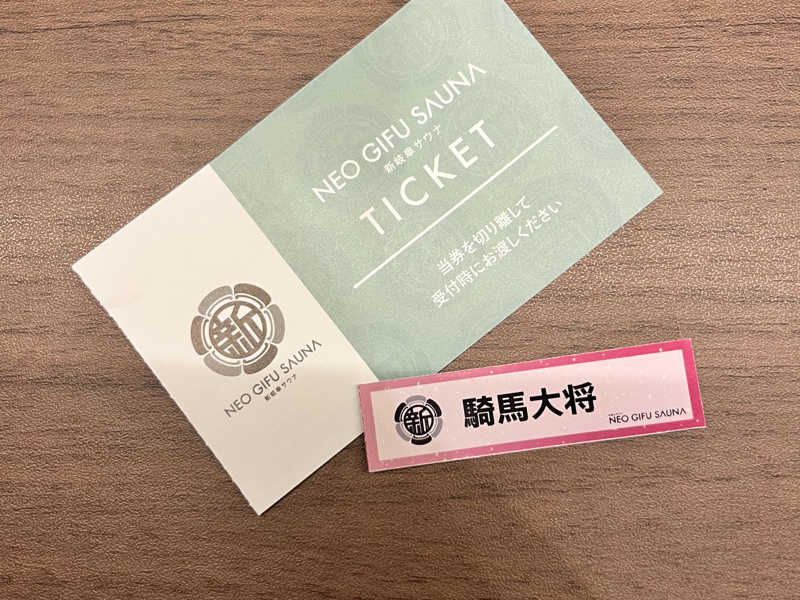 NEO GIFU SAUNA
新岐阜サウナ
TICKET
当券を切り離して
受付時にお渡しください
新
NEO GIFU SAUNA
新岐阜サウナ
新
騎馬大将
NEO GIFU SAUNA